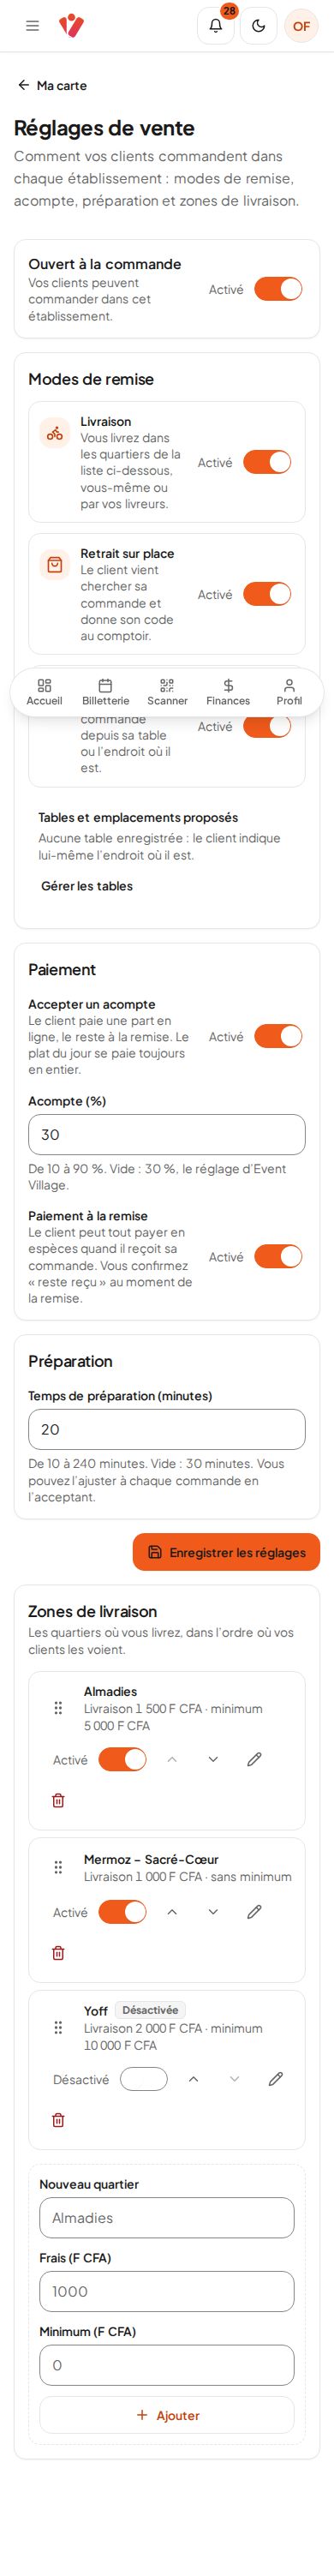 28
OF
Ma carte
Réglages de vente
Comment vos clients commandent dans
chaque établissement : modes de remise,
acompte, préparation et zones de livraison.
Ouvert à la commande
Vos clients peuvent
commander dans cet
établissement.
Activé
Modes de remise
Livraison
Vous livrez dans
les quartiers de la
liste ci-dessous,
vous-même ou
par vos livreurs.
Activé
Retrait sur place
Le client vient
chercher sa
commande et
donne son code
au comptoir.
Activé
Accueil
Billetterie
Scanner
Finances
Profil
commande
depuis sa table
ou l’endroit où il
est.
Activé
Tables et emplacements proposés
Aucune table enregistrée : le client indique
lui-même l’endroit où il est.
Gérer les tables
Paiement
Accepter un acompte
Le client paie une part en
ligne, le reste à la remise. Le
plat du jour se paie toujours
en entier.
Activé
Acompte (%)
30
De 10 à 90 %. Vide : 30 %, le réglage d’Event
Village.
Paiement à la remise
Le client peut tout payer en
espèces quand il reçoit sa
commande. Vous confirmez
« reste reçu » au moment de
la remise.
Activé
Préparation
Temps de préparation (minutes)
20
De 10 à 240 minutes. Vide : 30 minutes. Vous
pouvez l’ajuster à chaque commande en
l’acceptant.
Enregistrer les réglages
Zones de livraison
Les quartiers où vous livrez, dans l’ordre où vos
clients les voient.
Almadies
Livraison 1 500 F CFA · minimum
5 000 F CFA
Activé
Mermoz – Sacré-Cœur
Livraison 1 000 F CFA · sans minimum
Activé
Yoff Désactivée
Livraison 2 000 F CFA · minimum
10 000 F CFA
Désactivé
Nouveau quartier
Almadies
Frais (F CFA)
1000
Minimum (F CFA)
0
Ajouter